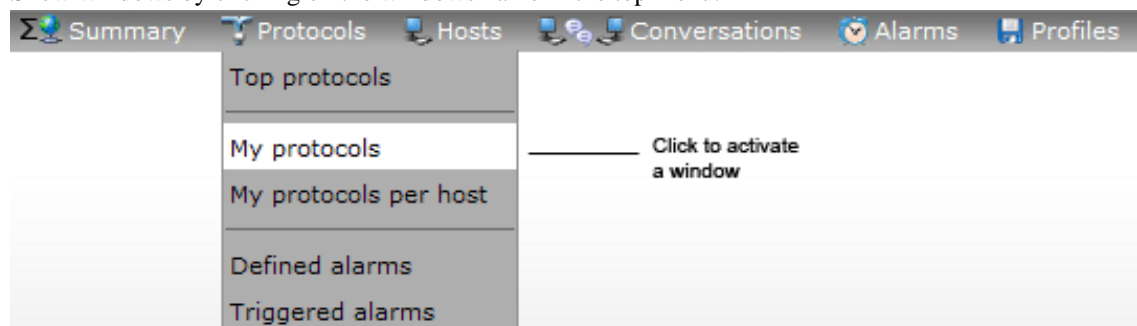 Summary Protocols Hosts Conversations Alarms Profiles
Top protocols
My protocols
Click to activate
a window
My protocols per host
Defined alarms
Triggered alarms